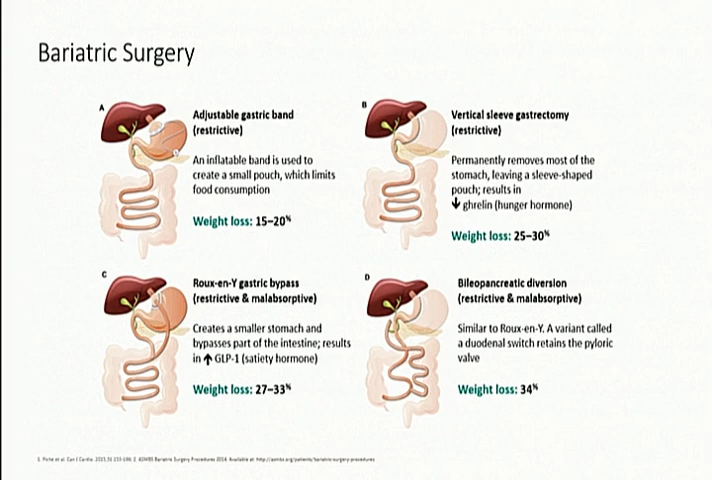 Bariatric Surgery
A
Adjustable gastric band
(restrictive)
An inflatable band is used to
create a small pouch, which limits
food consumption
Weight loss: 15–20%
B
Vertical sleeve gastrectomy
(restrictive)
Permanently removes most of the
stomach, leaving a sleeve-shaped
pouch; results in
↓ ghrelin (hunger hormone)
Weight loss: 25–30%
C
Roux-en-Y gastric bypass
(restrictive & malabsorptive)
Creates a smaller stomach and
bypasses part of the intestine; results
in ↑ GLP-1 (satiety hormone)
Weight loss: 27–33%
D
Bileopancreatic diversion
(restrictive & malabsorptive)
Similar to Roux-en-Y. A variant called
a duodenal switch retains the pyloric
valve
Weight loss: 34%